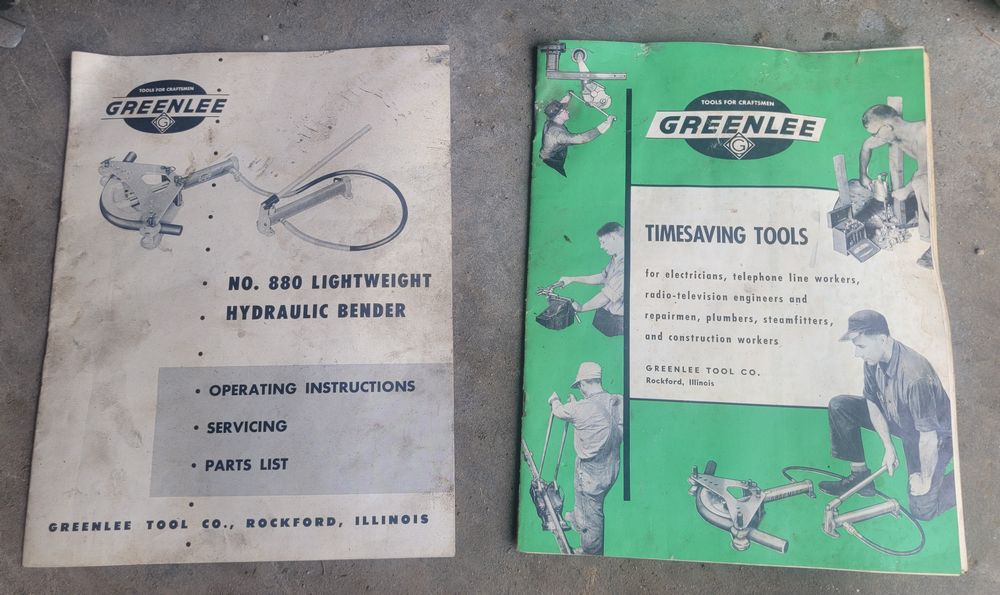 TOOLS FOR CRAFTSMEN
GREENLEE
G
NO. 880 LIGHTWEIGHT
HYDRAULIC BENDER
• OPERATING INSTRUCTIONS
• SERVICING
• PARTS LIST
GREENLEE TOOL CO., ROCKFORD, ILLINOIS
TOOLS FOR CRAFTSMEN
GREENLEE
G
TIMESAVING TOOLS
for electricians, telephone line workers,
radio-television engineers and
repairmen, plumbers, steamfitters,
and construction workers
GREENLEE TOOL CO.
Rockford, Illinois